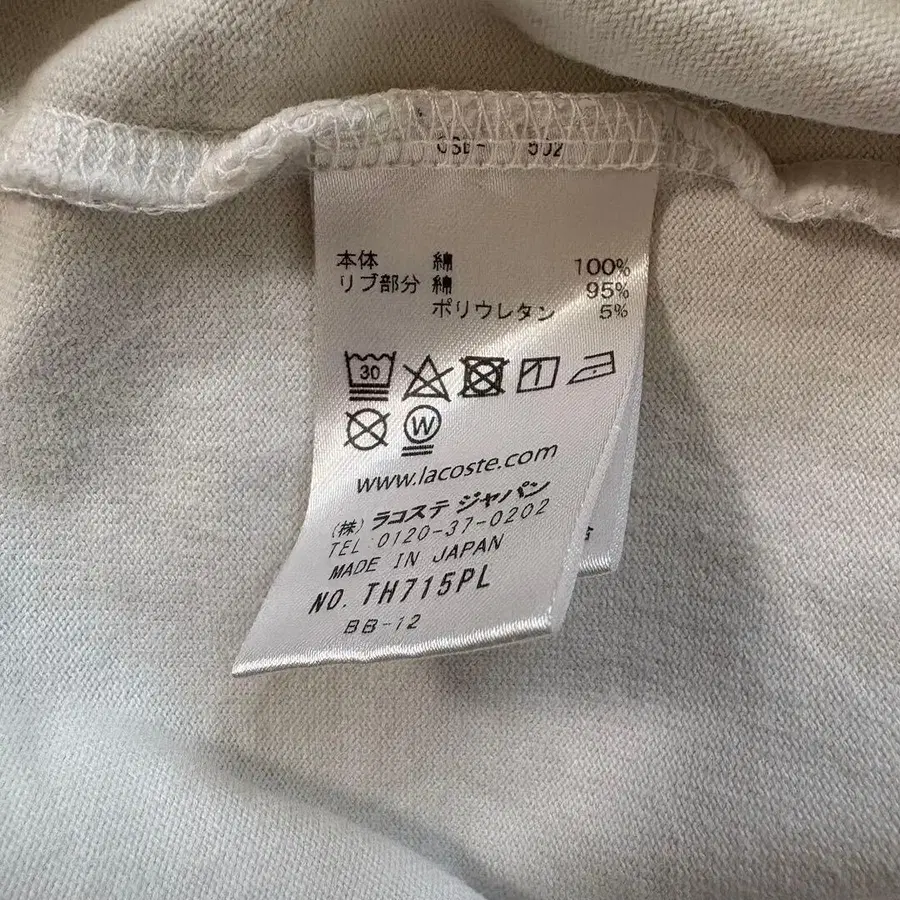 本体 綿 100%
リブ部分 綿 95%
ポリウレタン 5%
30
W
www.lacoste.com
(株) ラコステ ジャパン
TEL 0120-37-0202
MADE IN JAPAN
NO. TH715PL
BB-12